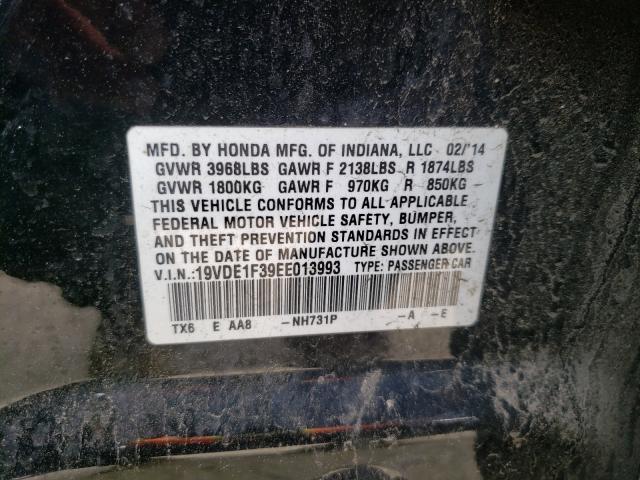 MFD. BY HONDA MFG. OF INDIANA, LLC 02/'14
GVWR 3968LBS GAWR F 2138LBS R 1874LBS
GVWR 1800KG GAWR F 970KG R 850KG
THIS VEHICLE CONFORMS TO ALL APPLICABLE
FEDERAL MOTOR VEHICLE SAFETY, BUMPER,
AND THEFT PREVENTION STANDARDS IN EFFECT
ON THE DATE OF MANUFACTURE SHOWN ABOVE.
V.I.N.:19VDE1F39EE013993 TYPE: PASSENGER CAR
TX6 E AA8 -NH731P -A -E